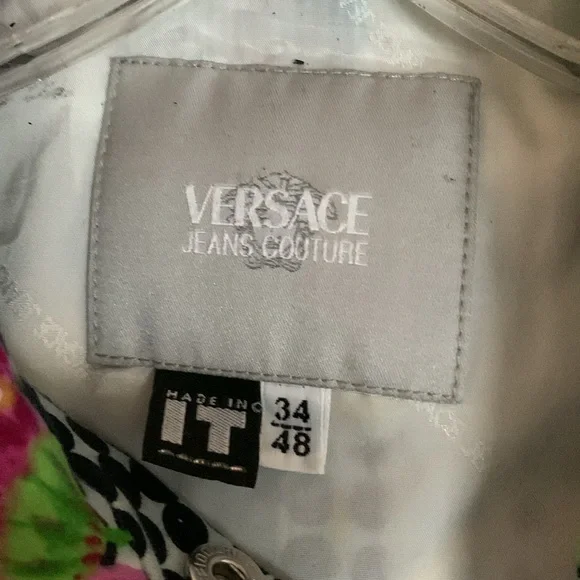 VERSACE
JEANS COUTURE
MADE IN
IT
34
48